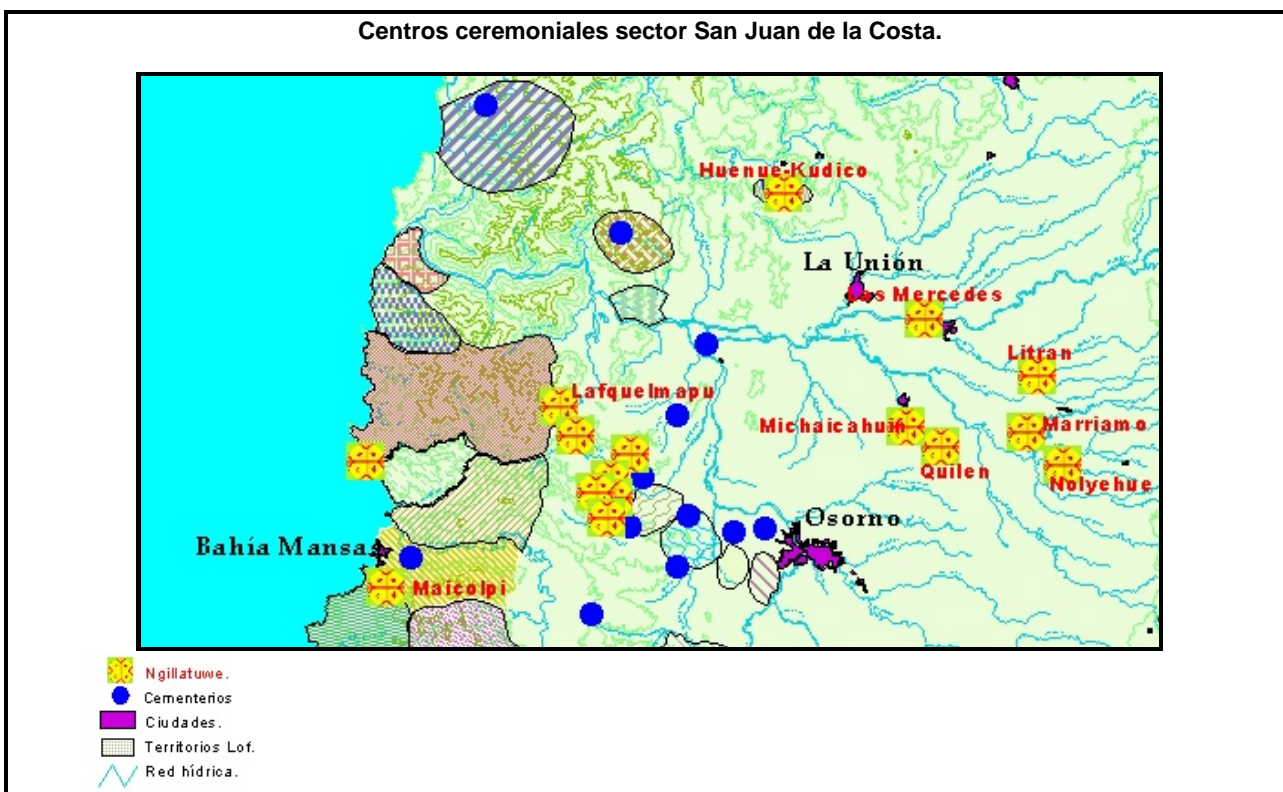 Centros ceremoniales sector San Juan de la Costa.
Huenue-Kudico
La Unión
Las Mercedes
Litran
Lafquelmapu
Michaicahuin
Marriamo
Quilen
Nolyehue
Osorno
Bahía Mansa
Maicolpi
Ngillatuwe.
Cementerios
Ciudades.
Territorios Lof.
Red hídrica.